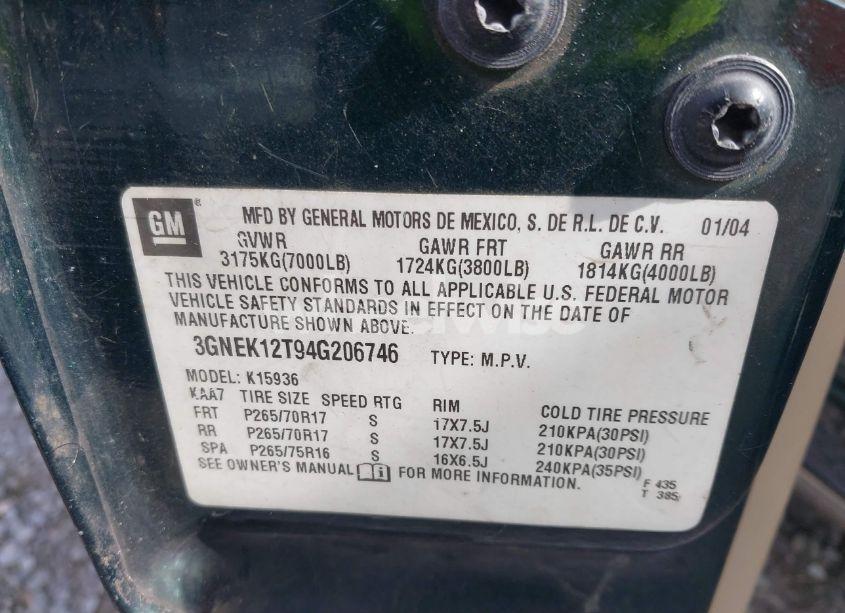 GM ® MFD BY GENERAL MOTORS DE MEXICO, S. DE R.L. DE C.V. 01/04
GVWR GAWR FRT GAWR RR
3175KG(7000LB) 1724KG(3800LB) 1814KG(4000LB)
THIS VEHICLE CONFORMS TO ALL APPLICABLE U.S. FEDERAL MOTOR
VEHICLE SAFETY STANDARDS IN EFFECT ON THE DATE OF
MANUFACTURE SHOWN ABOVE.
3GNEK12T94G206746 TYPE: M.P.V.
MODEL: K15936
KAA7 TIRE SIZE SPEED RTG RIM COLD TIRE PRESSURE
FRT P265/70R17 S 17X7.5J 210KPA(30PSI)
RR P265/70R17 S 17X7.5J 210KPA(30PSI)
SPA P265/75R16 S 16X6.5J 240KPA(35PSI)
SEE OWNER'S MANUAL FOR MORE INFORMATION.
F 435
T 385